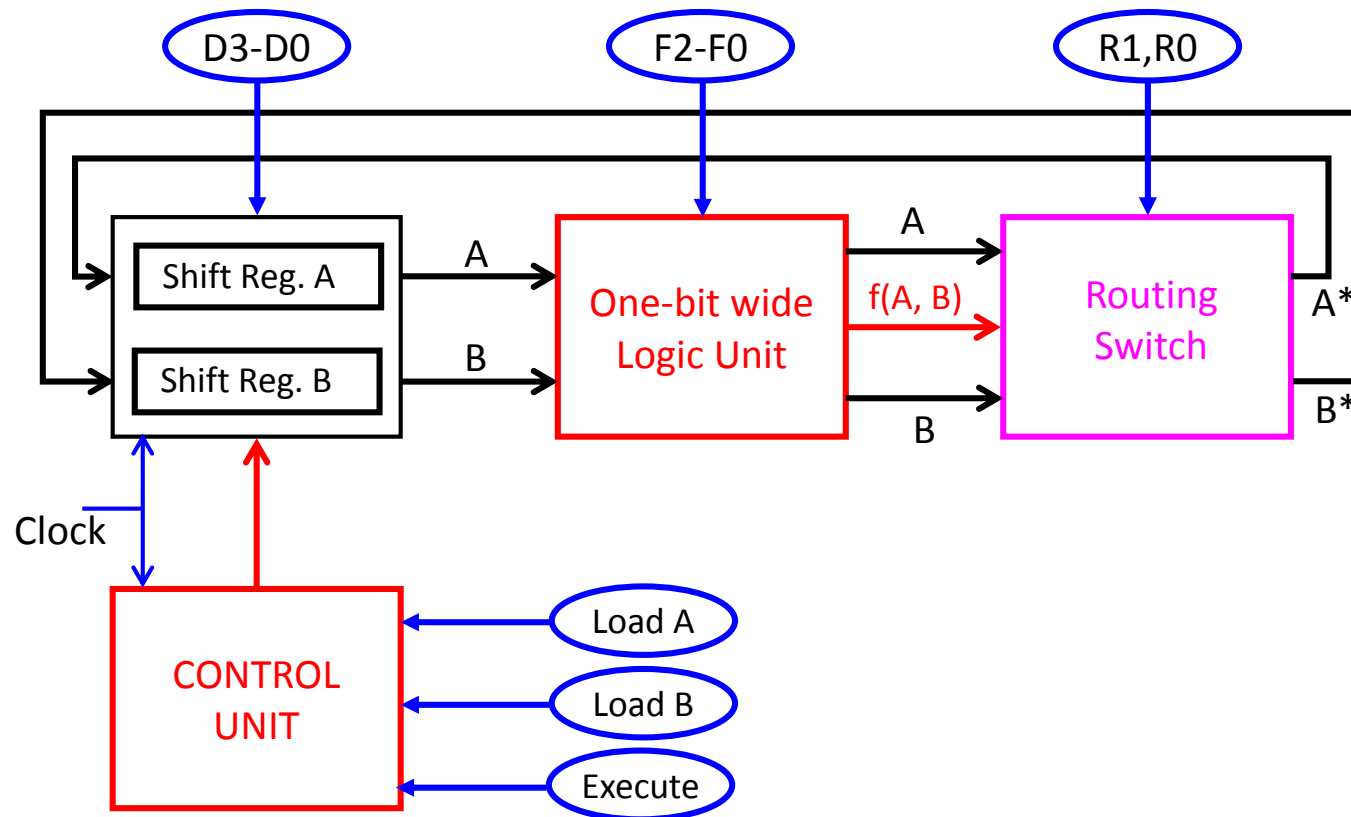 D3-D0
F2-F0
R1,R0
Shift Reg. A
Shift Reg. B
A
B
One-bit wide
Logic Unit
A
f(A, B)
B
Routing
Switch
A*
B*
Clock
CONTROL
UNIT
Load A
Load B
Execute